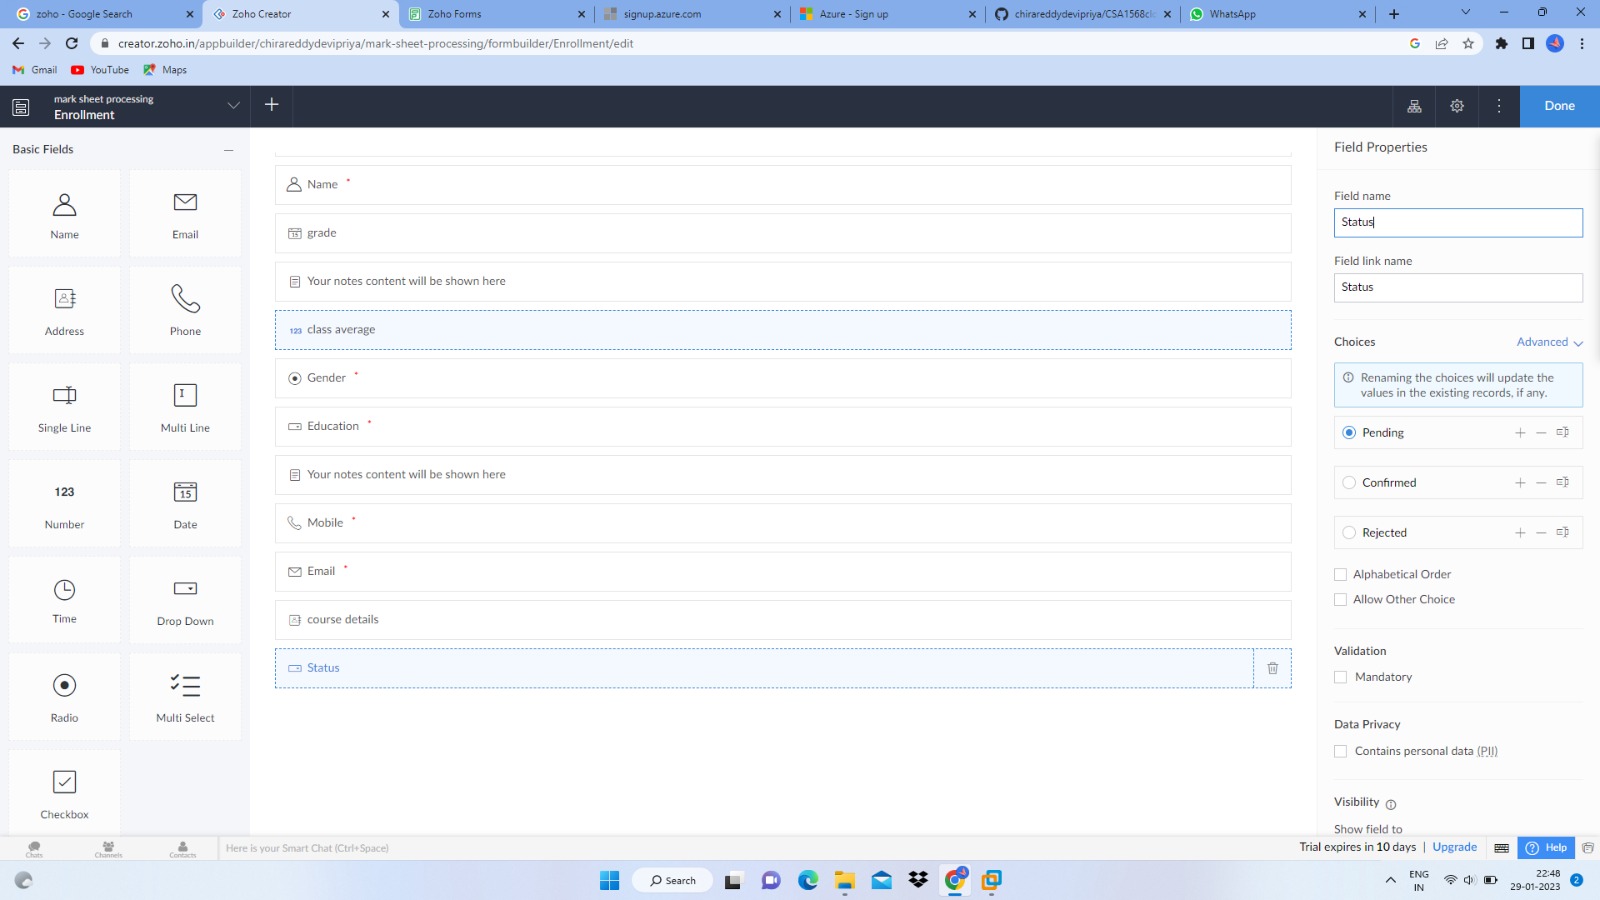 zoho - Google Search
Zoho Creator
Zoho Forms
signup.azure.com
Azure - Sign up
chirareddydevipriya/CSA1568clo
WhatsApp
creator.zoho.in/appbuilder/chirareddydevipriya/mark-sheet-processing/formbuilder/Enrollment/edit
Gmail
YouTube
Maps
mark sheet processing
Enrollment
Done
Basic Fields
Name
Email
Address
Phone
Single Line
Multi Line
123
Number
15
Date
Time
Drop Down
Radio
Multi Select
Checkbox
Name *
grade
Your notes content will be shown here
123 class average
Gender *
Education *
Your notes content will be shown here
Mobile *
Email *
course details
Status
Field Properties
Field name
Status
Field link name
Status
Choices
Advanced
Renaming the choices will update the
values in the existing records, if any.
Pending
Confirmed
Rejected
Alphabetical Order
Allow Other Choice
Validation
Mandatory
Data Privacy
Contains personal data (PII)
Visibility
Show field to
Chats
Channels
Contacts
Here is your Smart Chat (Ctrl+Space)
Trial expires in 10 days | Upgrade
Help
Search
ENG
IN
22:48
29-01-2023
2